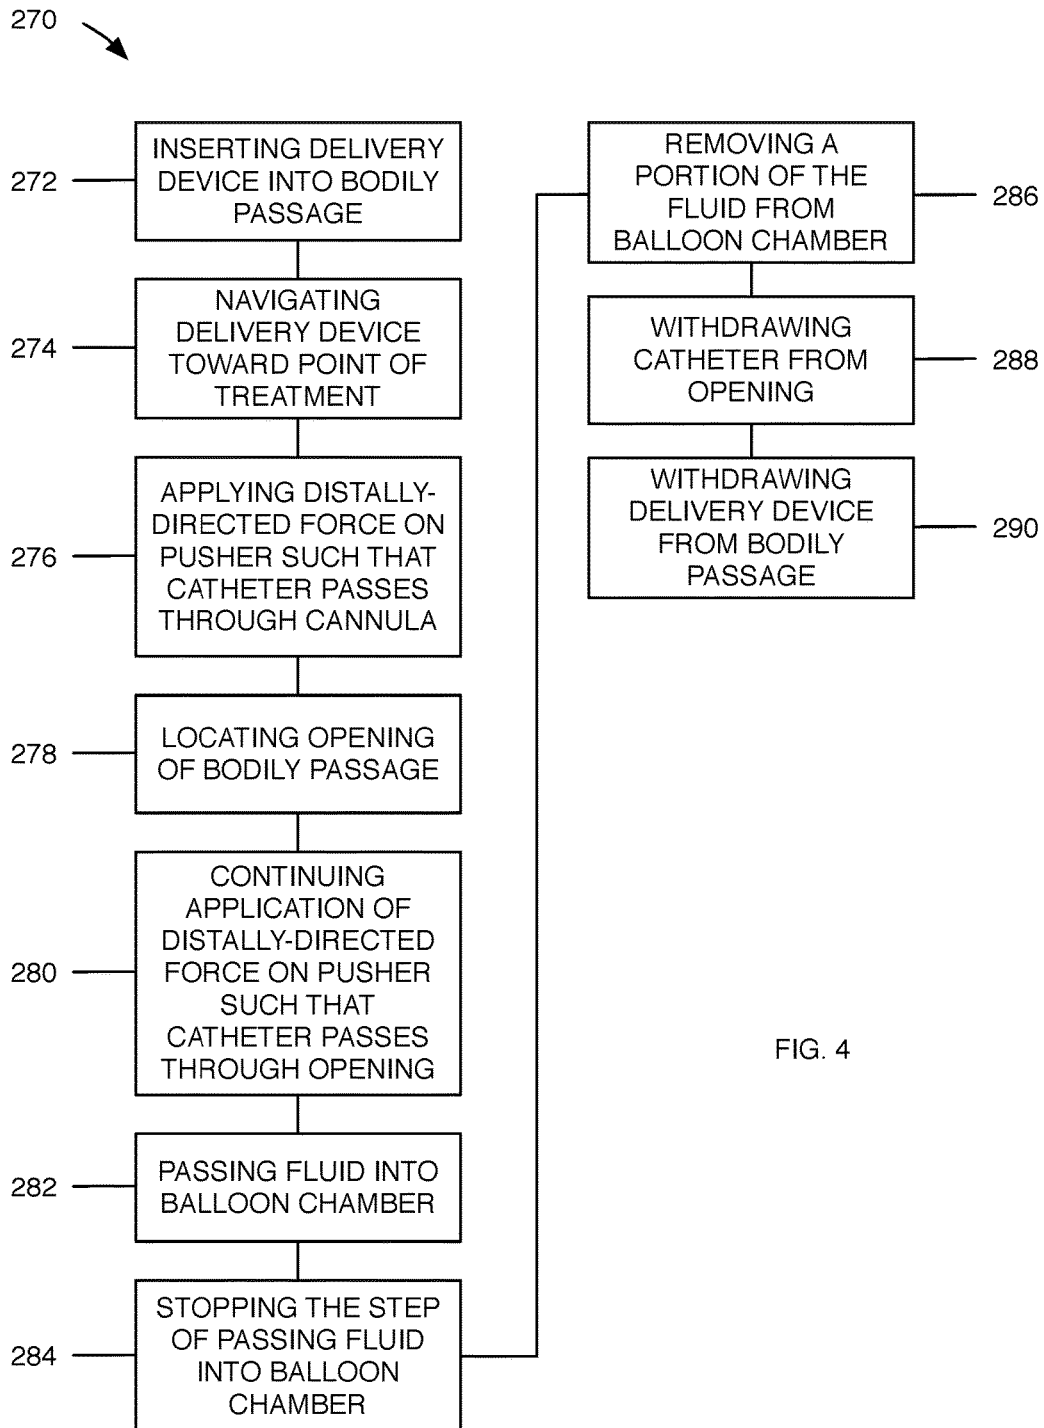 270
272
INSERTING DELIVERY
DEVICE INTO BODILY
PASSAGE
274
NAVIGATING
DELIVERY DEVICE
TOWARD POINT OF
TREATMENT
276
APPLYING DISTALLY-
DIRECTED FORCE ON
PUSHER SUCH THAT
CATHETER PASSES
THROUGH CANNULA
278
LOCATING OPENING
OF BODILY PASSAGE
280
CONTINUING
APPLICATION OF
DISTALLY-DIRECTED
FORCE ON PUSHER
SUCH THAT
CATHETER PASSES
THROUGH OPENING
282
PASSING FLUID INTO
BALLOON CHAMBER
284
STOPPING THE STEP
OF PASSING FLUID
INTO BALLOON
CHAMBER
REMOVING A
PORTION OF THE
FLUID FROM
BALLOON CHAMBER
286
WITHDRAWING
CATHETER FROM
OPENING
288
WITHDRAWING
DELIVERY DEVICE
FROM BODILY
PASSAGE
290
FIG. 4